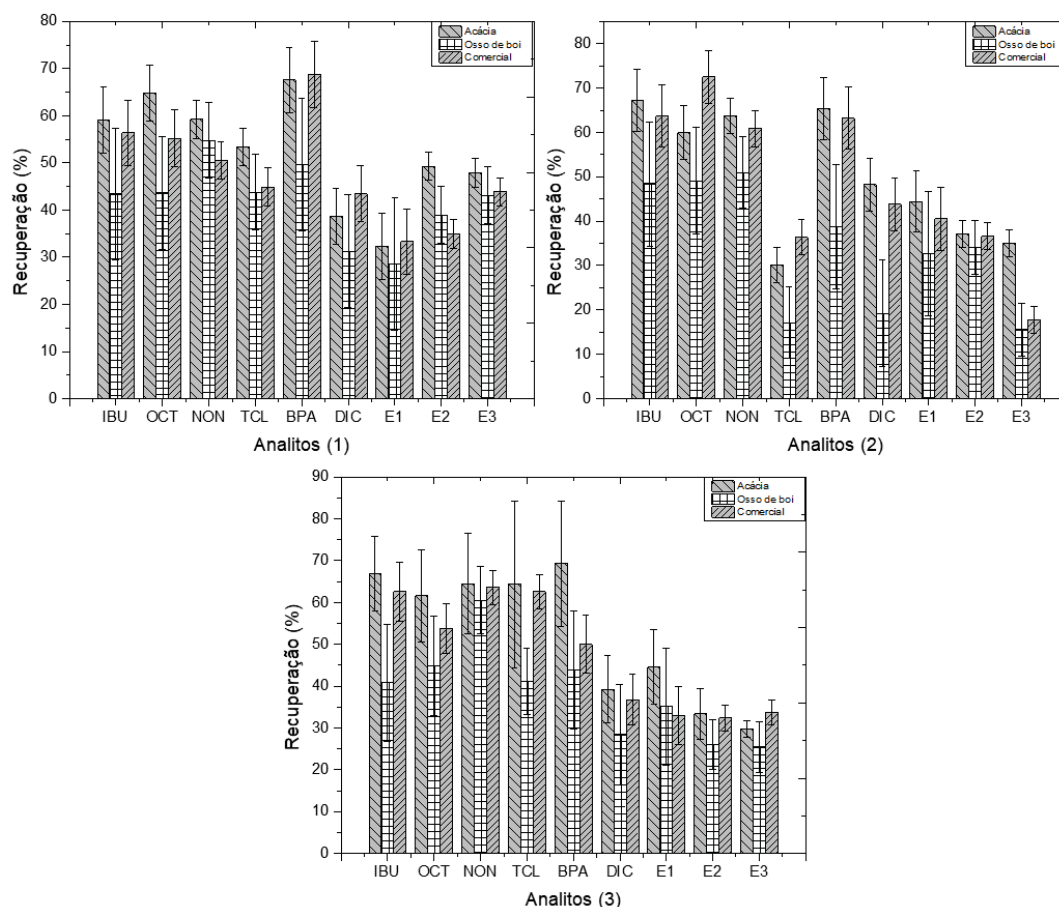 80
70
60
50
40
30
20
10
0
Recuperação (%)
Acácia
Osso de boi
Comercial
IBU OCT NON TCL BPA DIC E1 E2 E3
Analitos (1)
80
70
60
50
40
30
20
10
0
Recuperação (%)
Acácia
Osso de boi
Comercial
IBU OCT NON TCL BPA DIC E1 E2 E3
Analitos (2)
90
80
70
60
50
40
30
20
10
0
Recuperação (%)
Acácia
Osso de boi
Comercial
IBU OCT NON TCL BPA DIC E1 E2 E3
Analitos (3)